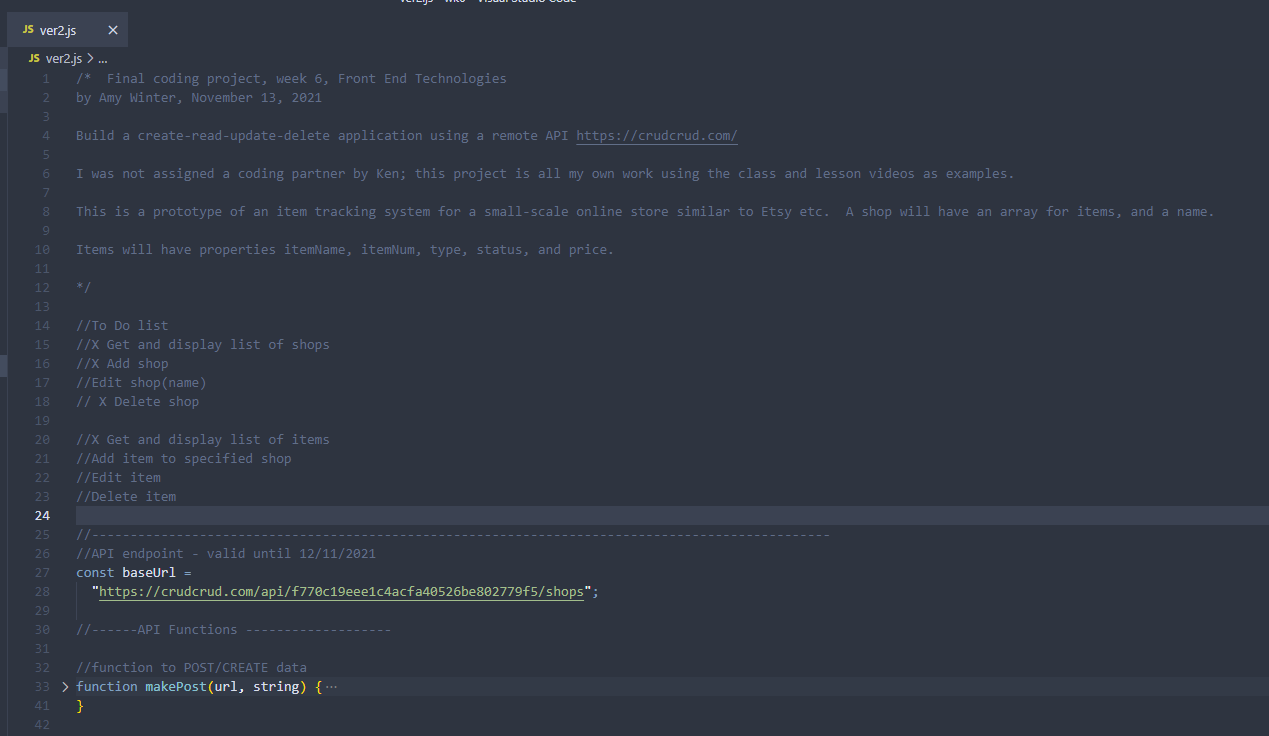 ver2.js - wk6 - Visual Studio Code
JS ver2.js ×
JS ver2.js > ...
1 /*  Final coding project, week 6, Front End Technologies
2 by Amy Winter, November 13, 2021
3
4 Build a create-read-update-delete application using a remote API https://crudcrud.com/
5
6 I was not assigned a coding partner by Ken; this project is all my own work using the class and lesson videos as examples.
7
8 This is a prototype of an item tracking system for a small-scale online store similar to Etsy etc.  A shop will have an array for items, and a name.
9
10 Items will have properties itemName, itemNum, type, status, and price.
11
12 */
13
14 //To Do list
15 //X Get and display list of shops
16 //X Add shop
17 //Edit shop(name)
18 // X Delete shop
19
20 //X Get and display list of items
21 //Add item to specified shop
22 //Edit item
23 //Delete item
24
25 //------------------------------------------------------------------------------------------------
26 //API endpoint - valid until 12/11/2021
27 const baseUrl =
28   "https://crudcrud.com/api/f770c19eee1c4acfa40526be802779f5/shops";
29
30 //------API Functions -------------------
31
32 //function to POST/CREATE data
33 > function makePost(url, string) {···
41 }
42